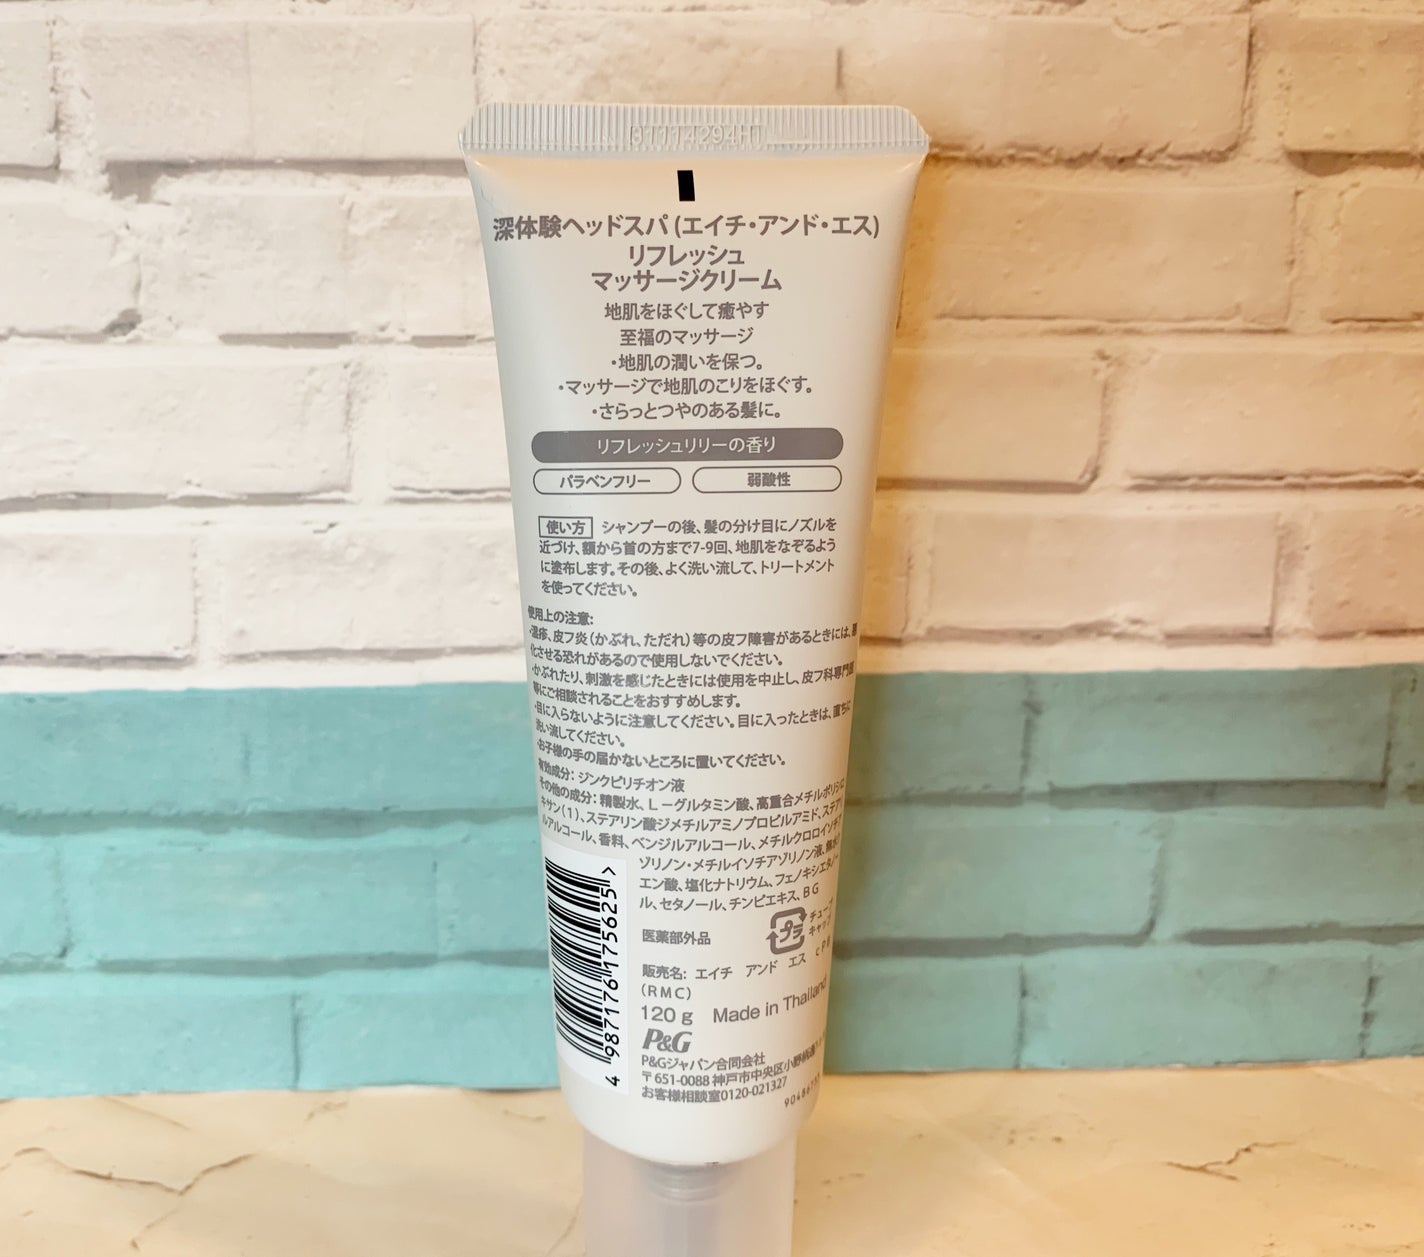 31114294H1
深体験ヘッドスパ (エイチ・アンド・エス)
リフレッシュ
マッサージクリーム
地肌をほぐして癒やす
至福のマッサージ
・地肌の潤いを保つ。
・マッサージで地肌のこりをほぐす。
・さらっとつやのある髪に。
リフレッシュリリーの香り
パラベンフリー 弱酸性
使い方 シャンプーの後、髪の分け目にノズルを
近づけ、額から首の方まで7-9回、地肌をなぞるよう
に塗布します。その後、よく洗い流して、トリートメント
を使ってください。
使用上の注意:
・湿疹、皮フ炎(かぶれ、ただれ)等の皮フ障害があるときには、悪
化させる恐れがあるので使用しないでください。
・かぶれたり、刺激を感じたときには使用を中止し、皮フ科専門医
等にご相談されることをおすすめします。
・目に入らないように注意してください。目に入ったときは、直ちに
洗い流してください。
・お子様の手の届かないところに置いてください。
有効成分: ジンクピリチオン液
その他の成分: 精製水、L-グルタミン酸、高重合メチルポリシロ
キサン(1)、ステアリン酸ジメチルアミノプロピルアミド、ステアリ
ルアルコール、香料、ベンジルアルコール、メチルクロロイソチア
ゾリノン・メチルイソチアゾリノン液、無水ク
エン酸、塩化ナトリウム、フェノキシエタノー
ル、セタノール、チンピエキス、BG
医薬部外品
プラ
チューブ
キャップ
販売名: エイチ アンド エス cPR
(RMC)
120 g Made in Thailand
P&G
P&Gジャパン合同会社
〒651-0088 神戸市中央区小野柄通
お客様相談室0120-021327
4 987176 175625 >